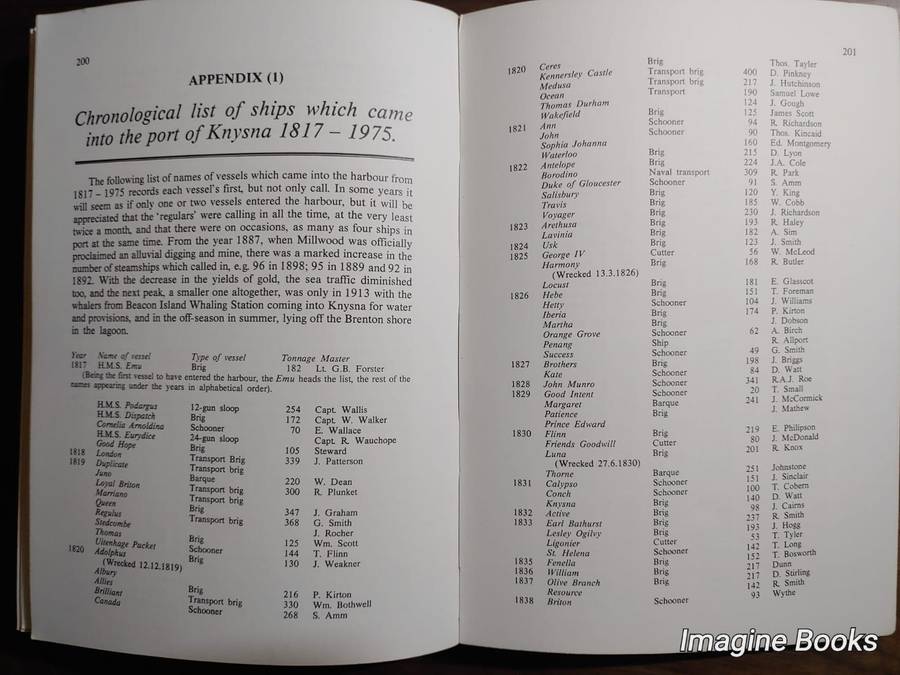 200
APPENDIX (1)
Chronological list of ships which came
into the port of Knysna 1817 – 1975.
The following list of names of vessels which came into the harbour from
1817 - 1975 records each vessel's first, but not only call. In some years it
will seem as if only one or two vessels entered the harbour, but it will be
appreciated that the 'regulars' were calling in all the time, at the very least
twice a month, and that there were on occasions, as many as four ships in
port at the same time. From the year 1887, when Millwood was officially
proclaimed an alluvial digging and mine, there was a marked increase in the
number of steamships which called in, e.g. 96 in 1898; 95 in 1889 and 92 in
1892. With the decrease in the yields of gold, the sea traffic diminished
too, and the next peak, a smaller one altogether, was only in 1913 with the
whalers from Beacon Island Whaling Station coming into Knysna for water
and provisions, and in the off-season in summer, lying off the Brenton shore
in the lagoon.
Year Name of vessel Type of vessel Tonnage Master
1817 H.M.S. Emu Brig 182 Lt. G.B. Forster
(Being the first vessel to have entered the harbour, the Emu heads the list, the rest of the
names appearing under the years in alphabetical order).
H.M.S. Podargus 12-gun sloop 254 Capt. Wallis
H.M.S. Dispatch Brig 172 Capt. W. Walker
Cornelia Arnoldina Schooner 70 E. Wallace
H.M.S. Eurydice 24-gun sloop Capt. R. Wauchope
Good Hope Brig 105 Steward
1818 London Transport Brig 339 J. Patterson
1819 Duplicate Transport brig
Juno Barque 220 W. Dean
Loyal Briton Transport brig 300 R. Plunket
Marriano Transport brig
Queen Brig 347 J. Graham
Regulus Transport brig 368 G. Smith
Stedcombe J. Rocher
Thomas Brig 125 Wm. Scott
Uitenhage Packet Schooner 144 T. Flinn
1820 Adolphus Brig 130 J. Weakner
(Wrecked 12.12.1819)
Albury
Allies Brig 216 P. Kirton
Brilliant Transport brig 330 Wm. Bothwell
Canada Schooner 268 S. Amm
201
1820 Ceres Brig Thos. Tayler
Kennersley Castle Transport brig 400 D. Pinkney
Medusa Transport brig 217 J. Hutchinson
Ocean Transport 190 Samuel Lowe
Thomas Durham 124 J. Gough
Wakefield Brig 125 James Scott
1821 Ann Schooner 94 R. Richardson
John Schooner 90 Thos. Kincaid
Sophia Johanna 160 Ed. Montgomery
Waterloo Brig 215 D. Lyon
1822 Antelope Brig 224 J.A. Cole
Borodino Naval transport 309 R. Park
Duke of Gloucester Schooner 91 S. Amm
Salisbury Brig 120 Y. King
Travis Brig 185 W. Cobb
Voyager Brig 230 J. Richardson
1823 Arethusa Brig 193 R. Haley
Lavinia Brig 182 A. Sim
1824 Usk Brig 123 J. Smith
1825 George IV Cutter 56 W. McLeod
Harmony Brig 168 R. Butler
(Wrecked 13.3.1826)
Locust Brig 181 E. Glasscot
1826 Hebe Brig 151 T. Foreman
Hetty Schooner 104 J. Williams
Iberia Brig 174 P. Kirton
Martha Brig J. Dobson
Orange Grove Schooner 62 A. Birch
Penang Ship R. Allport
Success Schooner 49 G. Smith
1827 Brothers Brig 198 J. Briggs
Kate Schooner 84 D. Watt
1828 John Munro Schooner 341 R.A.J. Roe
1829 Good Intent Schooner 20 T. Small
Margaret Barque 241 J. McCormick
Patience Brig J. Mathew
Prince Edward
1830 Flinn Brig 219 E. Philipson
Friends Goodwill Cutter 80 J. McDonald
Luna Brig 201 R. Knox
(Wrecked 27.6.1830)
Thorne Barque 251 Johnstone
1831 Calypso Schooner 151 J. Sinclair
Conch Schooner 100 T. Cobern
Knysna Brig 140 D. Watt
1832 Active Brig 98 J. Cairns
1833 Earl Bathurst Brig 237 R. Smith
Lesley Ogilvy Brig 193 J. Hogg
Ligonier Cutter 53 T. Tyler
St. Helena Schooner 142 T. Long
1835 Fenella Brig 152 T. Bosworth
1836 William Brig 217 Dunn
1837 Olive Branch Brig 217 D. Stirling
Resource 142 R. Smith
1838 Briton Schooner 93 Wythe
Imagine Books